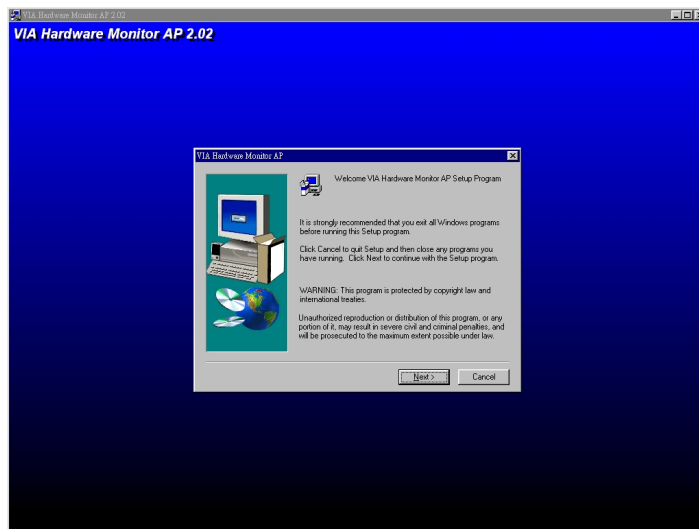 VIA Hardware Monitor AP 2.02
VIA Hardware Monitor AP 2.02
VIA Hardware Monitor AP
Welcome VIA Hardware Monitor AP Setup Program
It is strongly recommended that you exit all Windows programs
before running this Setup program.
Click Cancel to quit Setup and then close any programs you
have running. Click Next to continue with the Setup program.
WARNING: This program is protected by copyright law and
international treaties.
Unauthorized reproduction or distribution of this program, or any
portion of it, may result in severe civil and criminal penalties, and
will be prosecuted to the maximum extent possible under law.
Next >
Cancel